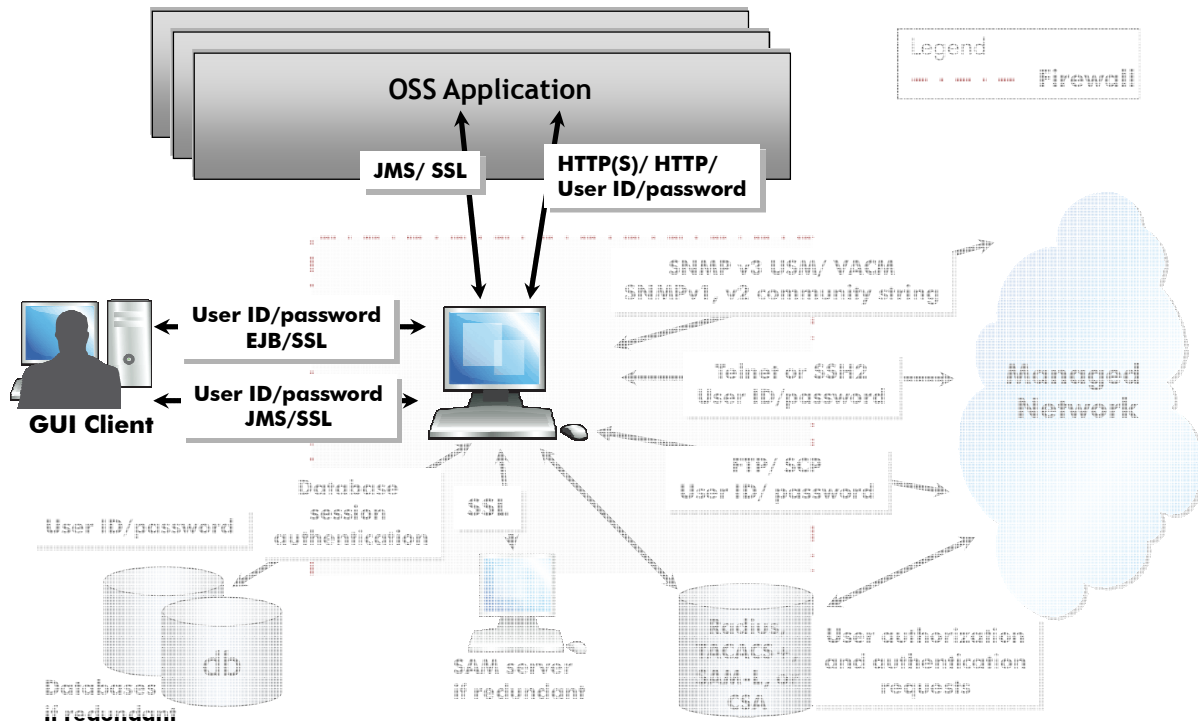 Legend
Firewall
OSS Application
JMS/ SSL
HTTP(S)/ HTTP/
User ID/password
SNMP v3 USM/ VACM
SNMPv1, v2 community string
User ID/password
EJB/SSL
User ID/password
JMS/SSL
GUI Client
Telnet or SSH2
User ID/password
Managed
Network
FTP/ SCP
User ID/ password
Database
session
authentication
SSL
User ID/password
db
Databases
if redundant
SAM server
if redundant
Radius,
TACACS+,
SAM-L, or
CSA
User authorization
and authentication
requests